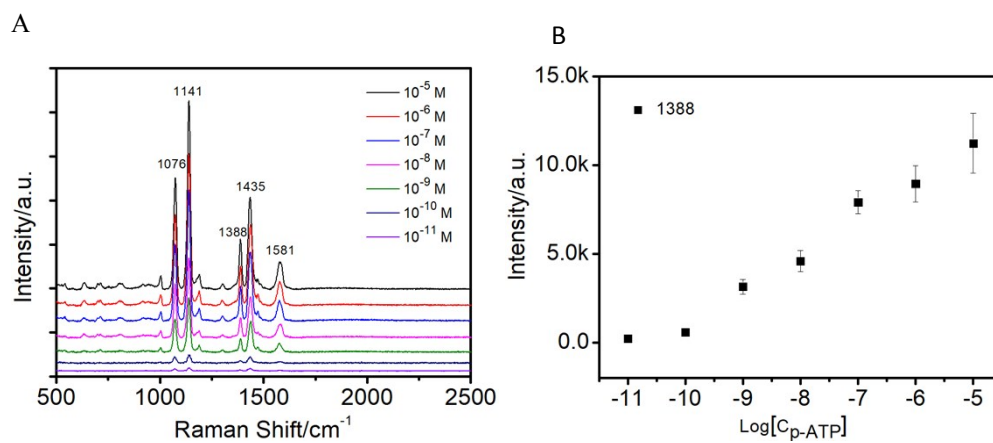 A
1141
1076
1435
1388
1581
10⁻⁵ M
10⁻⁶ M
10⁻⁷ M
10⁻⁸ M
10⁻⁹ M
10⁻¹⁰ M
10⁻¹¹ M
Intensity/a.u.
500 1000 1500 2000 2500
Raman Shift/cm⁻¹
B
1388
15.0k
10.0k
5.0k
0.0
Intensity/a.u.
-11 -10 -9 -8 -7 -6 -5
Log[Cp-ATP]